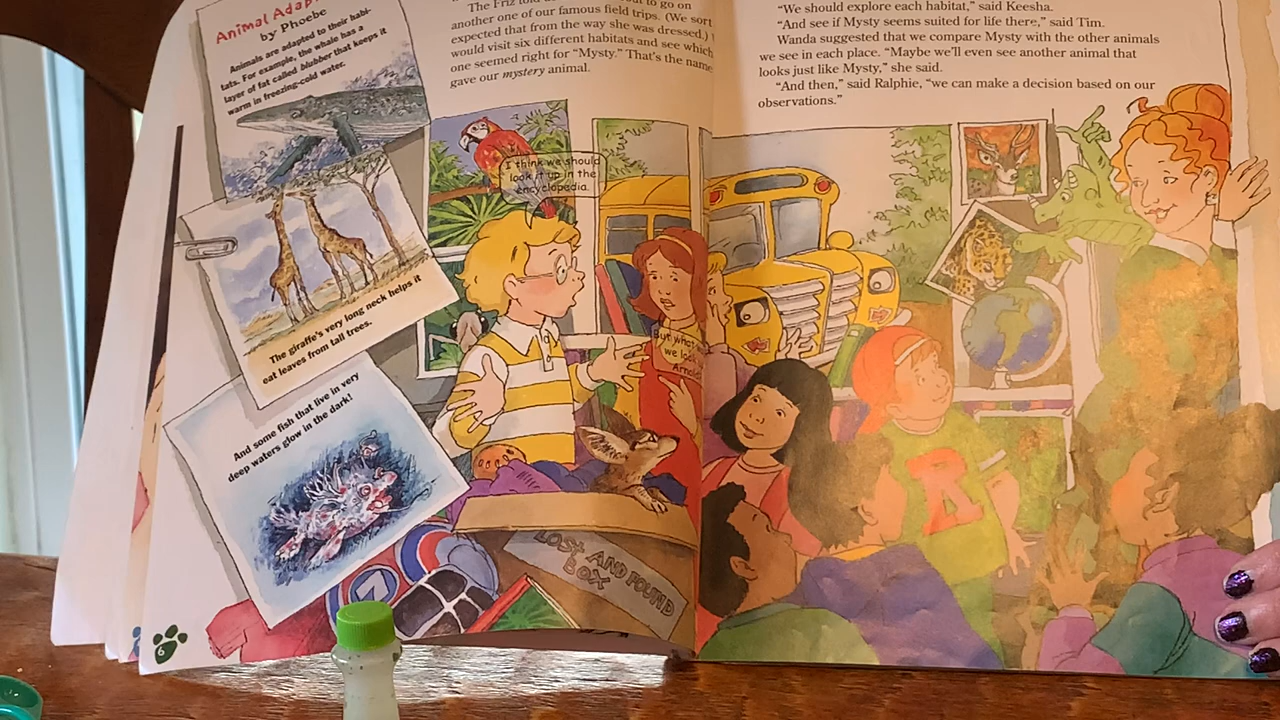 Animal Adap
by Phoebe
Animals are adapted to their habi-
tats. For example, the whale has a
layer of fat called blubber that keeps it
warm in freezing-cold water.
The giraffe's very long neck helps it
eat leaves from tall trees.
And some fish that live in very
deep waters glow in the dark!
6
The Friz told to go on
another one of our famous field trips. (We sort
expected that from the way she was dressed.)
would visit six different habitats and see which
one seemed right for “Mysty.” That's the name
gave our mystery animal.
I think we should
look it up in the
encyclopedia.
But what
we look
Arnold
LOST AND FOUND
BOX
“We should explore each habitat,” said Keesha.
“And see if Mysty seems suited for life there,” said Tim.
Wanda suggested that we compare Mysty with the other animals
we see in each place. “Maybe we'll even see another animal that
looks just like Mysty,” she said.
“And then,” said Ralphie, “we can make a decision based on our
observations.”
R